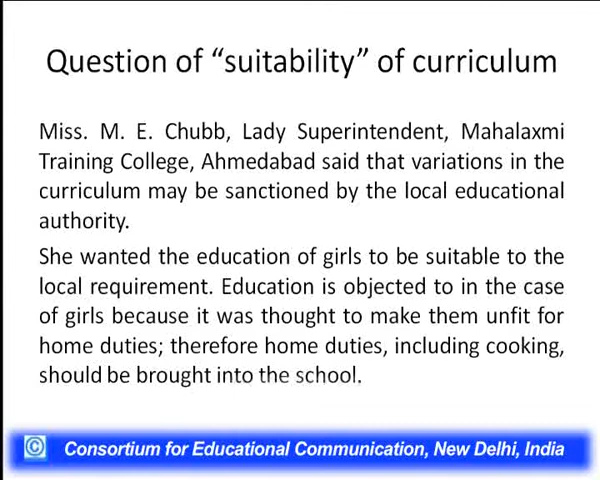 Question of “suitability” of curriculum
Miss. M. E. Chubb, Lady Superintendent, Mahalaxmi
Training College, Ahmedabad said that variations in the
curriculum may be sanctioned by the local educational
authority.
She wanted the education of girls to be suitable to the
local requirement. Education is objected to in the case
of girls because it was thought to make them unfit for
home duties; therefore home duties, including cooking,
should be brought into the school.
© Consortium for Educational Communication, New Delhi, India